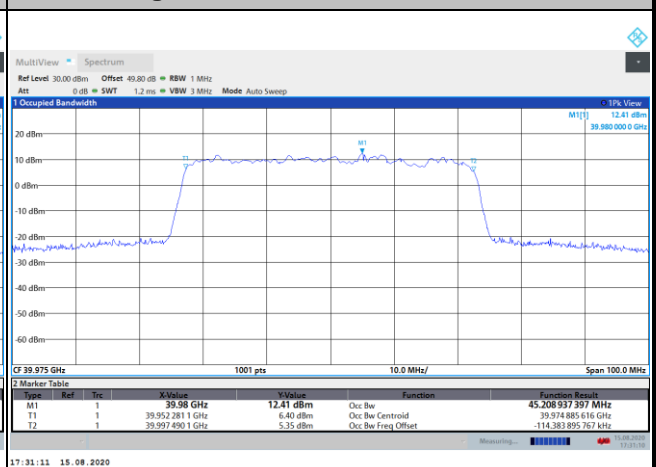 MultiView Spectrum
Ref Level 30.00 dBm Offset 49.80 dB RBW 1 MHz
Att 0 dB SWT 1.2 ms VBW 3 MHz Mode Auto Sweep
1 Occupied Bandwidth 1Pk View
M1[1] 12.41 dBm
39.980 000 0 GHz
20 dBm
M1
10 dBm
T1
T2
0 dBm
-10 dBm
-20 dBm
-30 dBm
-40 dBm
-50 dBm
-60 dBm
CF 39.975 GHz 1001 pts 10.0 MHz/ Span 100.0 MHz
2 Marker Table
Type Ref Trc X-Value Y-Value Function Function Result
M1 1 39.98 GHz 12.41 dBm Occ Bw 45.208 937 397 MHz
T1 1 39.952 281 1 GHz 6.40 dBm Occ Bw Centroid 39.974 885 616 GHz
T2 1 39.997 490 1 GHz 5.35 dBm Occ Bw Freq Offset -114.383 895 767 kHz
Measuring... 15.08.2020
17:31:10
17:31:11 15.08.2020